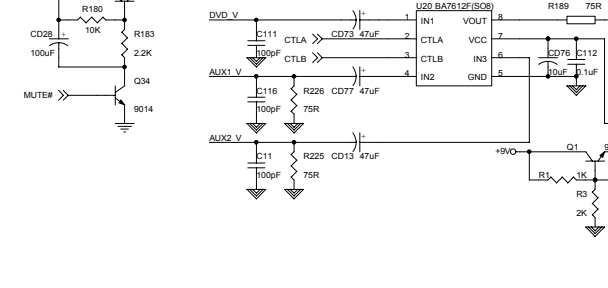 R180
10K
CD28
100uF
R183
2.2K
Q34
9014
MUTE#
DVD_V
C111
100pF
CTLA
CTLB
CD73 47uF
U20 BA7612F(SO8)
1 IN1 VOUT 8
2 CTLA VCC 7
3 CTLB IN3 6
4 IN2 GND 5
R189 75R
CD76
10uF
C112
0.1uF
AUX1_V
C116
100pF
R226
75R
CD77 47uF
AUX2_V
C11
100pF
R225
75R
CD13 47uF
+9V
Q1
9
R1 1K
R3
2K